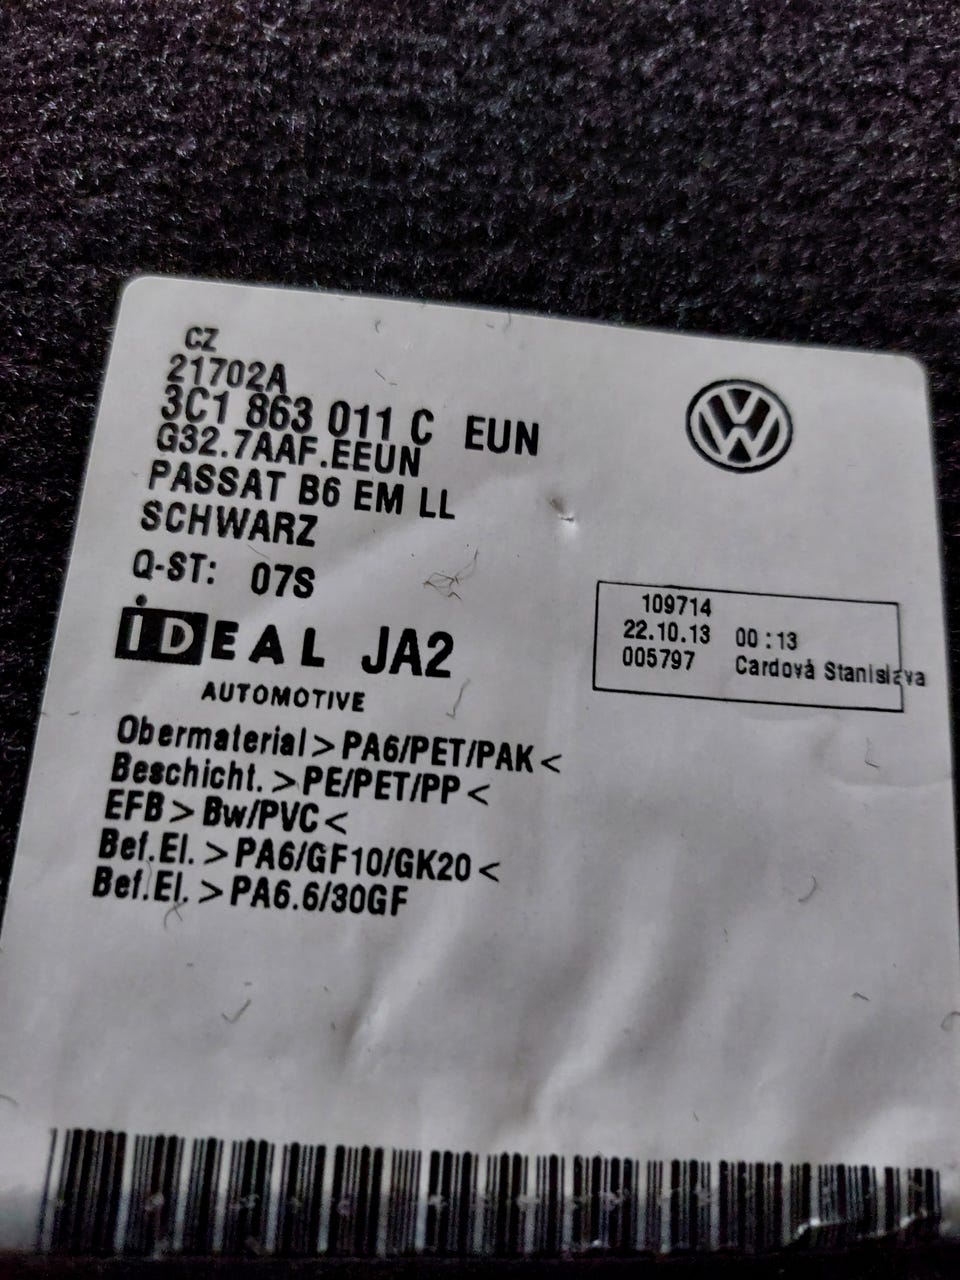 CZ
21702A
3C1 863 011 C EUN
G32.7AAF.EEUN
PASSAT B6 EM LL
SCHWARZ
Q-ST: 07S
iDEAL JA2
AUTOMOTIVE
109714
22.10.13 00:13
005797 Cardová Stanislava
Obermaterial>PA6/PET/PAK<
Beschicht.>PE/PET/PP<
EFB>Bw/PVC<
Bef.El.>PA6/GF10/GK20<
Bef.El.>PA6.6/30GF